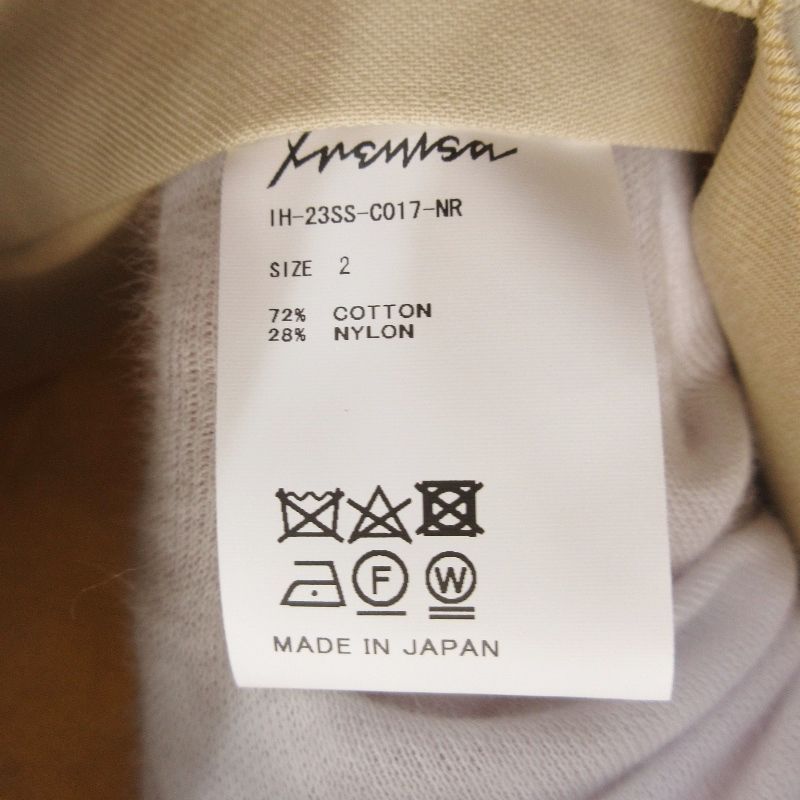 IH-23SS-C017-NR
SIZE 2
72% COTTON
28% NYLON
F W
MADE IN JAPAN